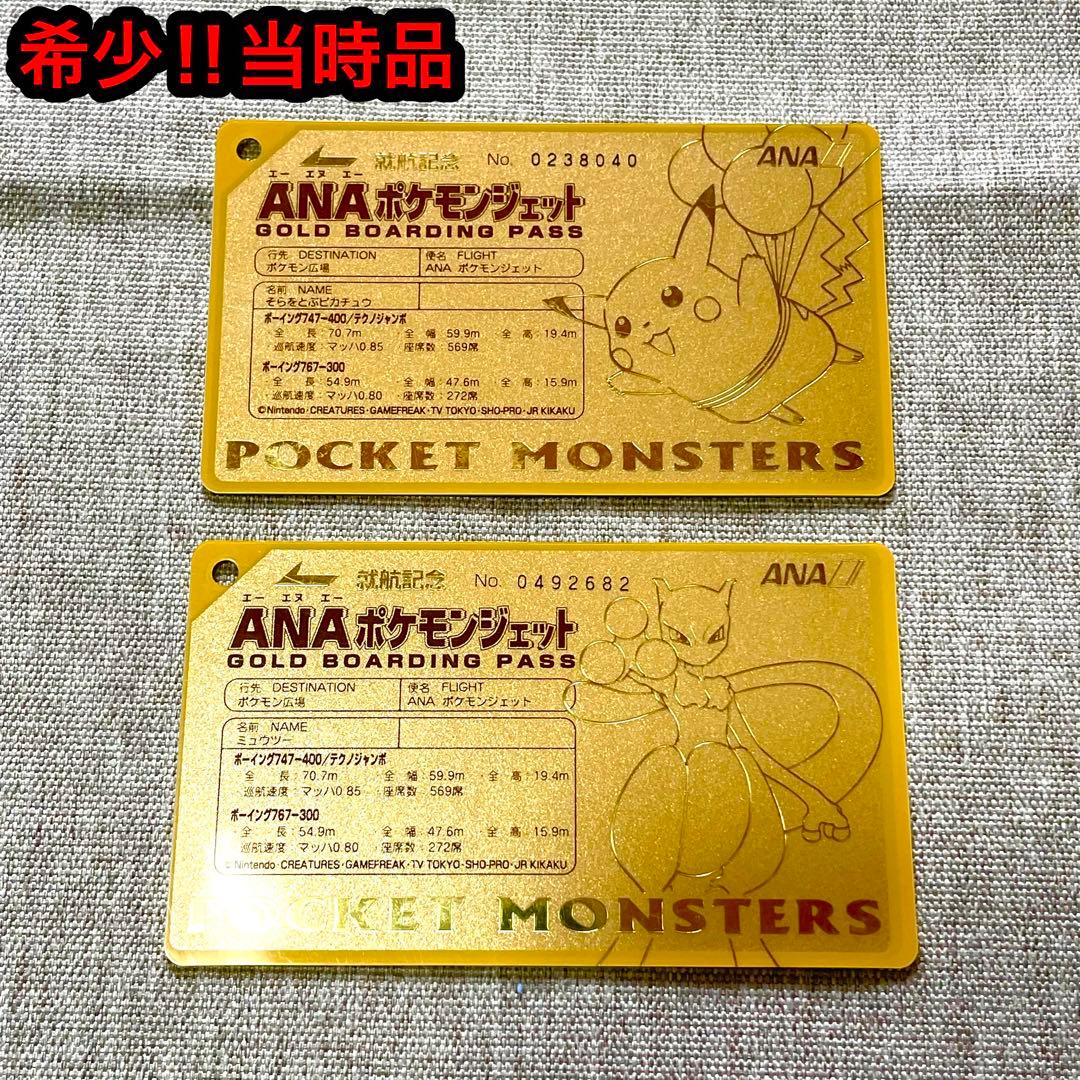 希少!!当時品
就航記念 No. 0238040 ANA
エー エヌ エー
ANAポケモンジェット
GOLD BOARDING PASS
行先 DESTINATION 便名 FLIGHT
ポケモン広場 ANA ポケモンジェット
名前 NAME
そらをとぶピカチュウ
ボーイング747-400/テクノジャンボ
・全 長:70.7m ・全 幅:59.9m ・全 高:19.4m
・巡航速度:マッハ0.85 ・座席数:569席
ボーイング767-300
・全 長:54.9m ・全 幅:47.6m ・全 高:15.9m
・巡航速度:マッハ0.80 ・座席数:272席
©Nintendo・CREATURES・GAMEFREAK・TV TOKYO・SHO-PRO・JR KIKAKU
POCKET MONSTERS
就航記念 No. 0492682 ANA
エー エヌ エー
ANAポケモンジェット
GOLD BOARDING PASS
行先 DESTINATION 便名 FLIGHT
ポケモン広場 ANA ポケモンジェット
名前 NAME
ミュウツー
ボーイング747-400/テクノジャンボ
・全 長:70.7m ・全 幅:59.9m ・全 高:19.4m
・巡航速度:マッハ0.85 ・座席数:569席
ボーイング767-300
・全 長:54.9m ・全 幅:47.6m ・全 高:15.9m
・巡航速度:マッハ0.80 ・座席数:272席
©Nintendo・CREATURES・GAMEFREAK・TV TOKYO・SHO-PRO・JR KIKAKU
POCKET MONSTERS